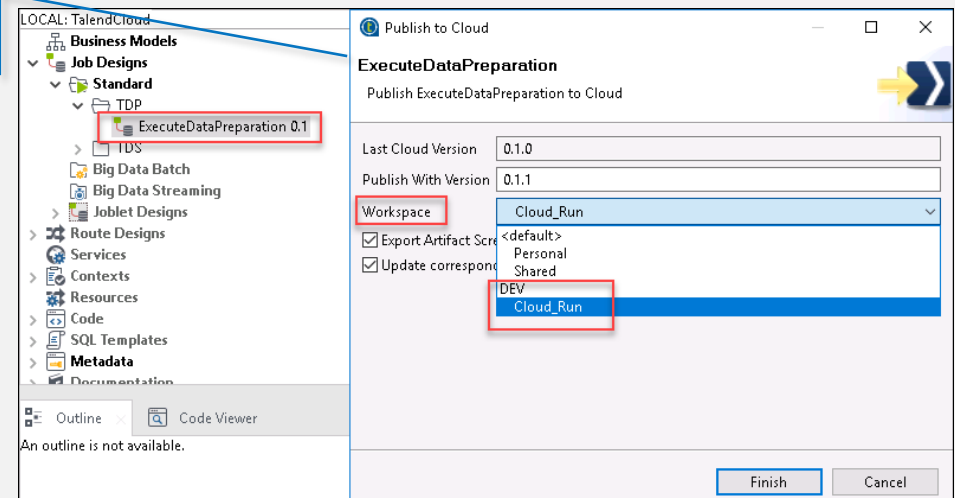 LOCAL: TalendCloud
Business Models
Job Designs
Standard
TDP
ExecuteDataPreparation 0.1
TDS
Big Data Batch
Big Data Streaming
Joblet Designs
Route Designs
Services
Contexts
Resources
Code
SQL Templates
Metadata
Documentation
Outline
Code Viewer
An outline is not available.
Publish to Cloud
ExecuteDataPreparation
Publish ExecuteDataPreparation to Cloud
Last Cloud Version 0.1.0
Publish With Version 0.1.1
Workspace Cloud_Run
Export Artifact Scre
Update correspond
<default>
Personal
Shared
DEV
Cloud_Run
Finish Cancel